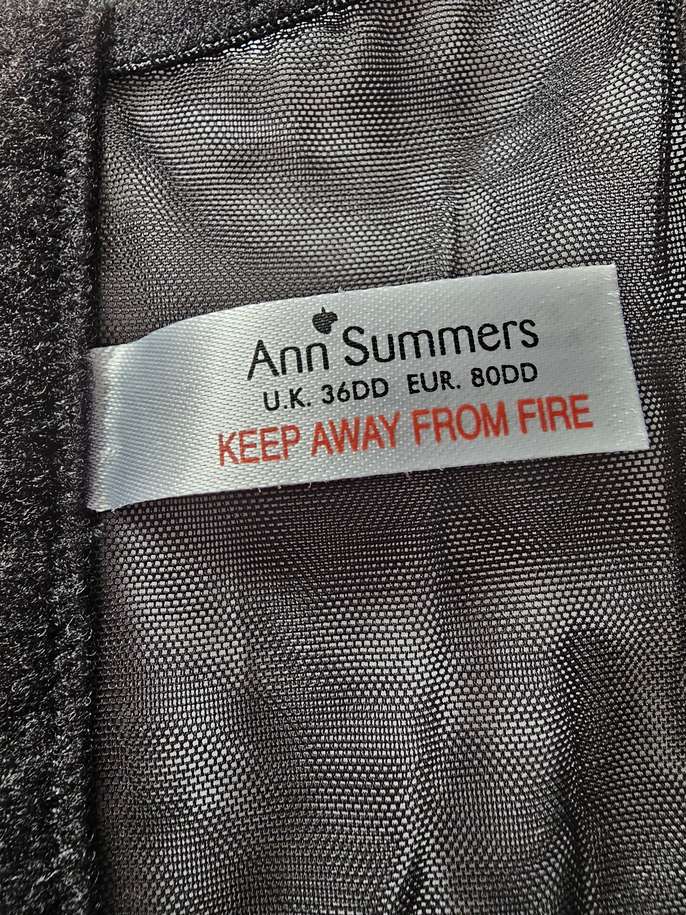 Ann Summers
U.K. 36DD EUR. 80DD
KEEP AWAY FROM FIRE